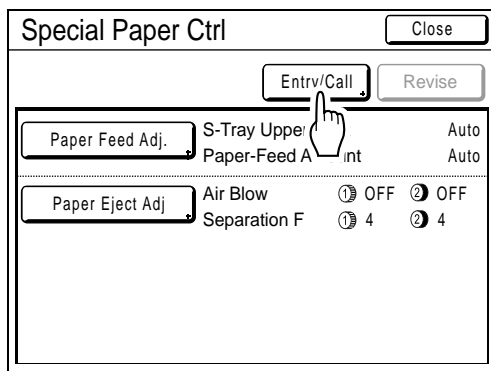 Special Paper Ctrl Close
Entry/Call Revise
Paper Feed Adj. S-Tray Upper Auto
Paper-Feed Auto
Paper Eject Adj Air Blow ① OFF ② OFF
Separation F ① 4 ② 4